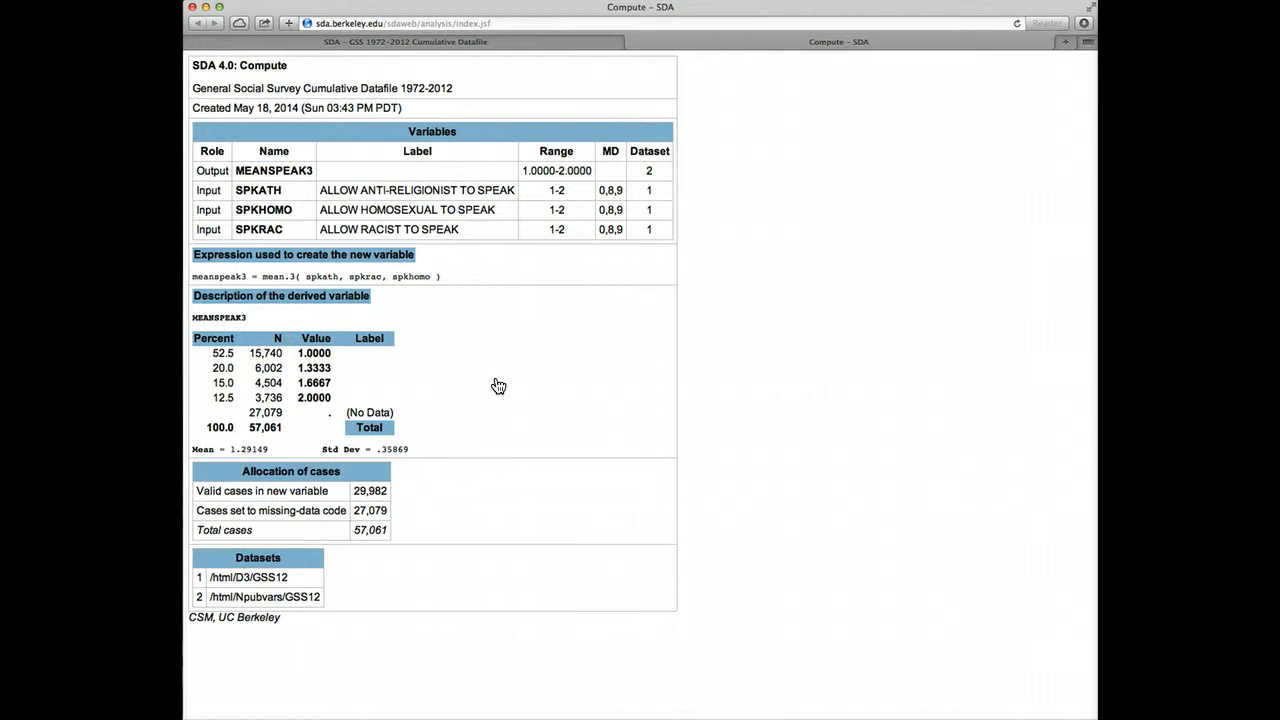 Compute – SDA
sda.berkeley.edu/sdaweb/analysis/index.jsf
Reader
SDA – GSS 1972–2012 Cumulative Datafile
Compute – SDA
SDA 4.0: Compute
General Social Survey Cumulative Datafile 1972-2012
Created May 18, 2014 (Sun 03:43 PM PDT)
Variables
Role Name Label Range MD Dataset
Output MEANSPEAK3 1.0000-2.0000 2
Input SPKATH ALLOW ANTI-RELIGIONIST TO SPEAK 1-2 0,8,9 1
Input SPKHOMO ALLOW HOMOSEXUAL TO SPEAK 1-2 0,8,9 1
Input SPKRAC ALLOW RACIST TO SPEAK 1-2 0,8,9 1
Expression used to create the new variable
meanspeak3 = mean.3( spkath, spkrac, spkhomo )
Description of the derived variable
MEANSPEAK3
Percent N Value Label
52.5 15,740 1.0000
20.0 6,002 1.3333
15.0 4,504 1.6667
12.5 3,736 2.0000
27,079 . (No Data)
100.0 57,061 Total
Mean = 1.29149 Std Dev = .35869
Allocation of cases
Valid cases in new variable 29,982
Cases set to missing-data code 27,079
Total cases 57,061
Datasets
1 /html/D3/GSS12
2 /html/Npubvars/GSS12
CSM, UC Berkeley